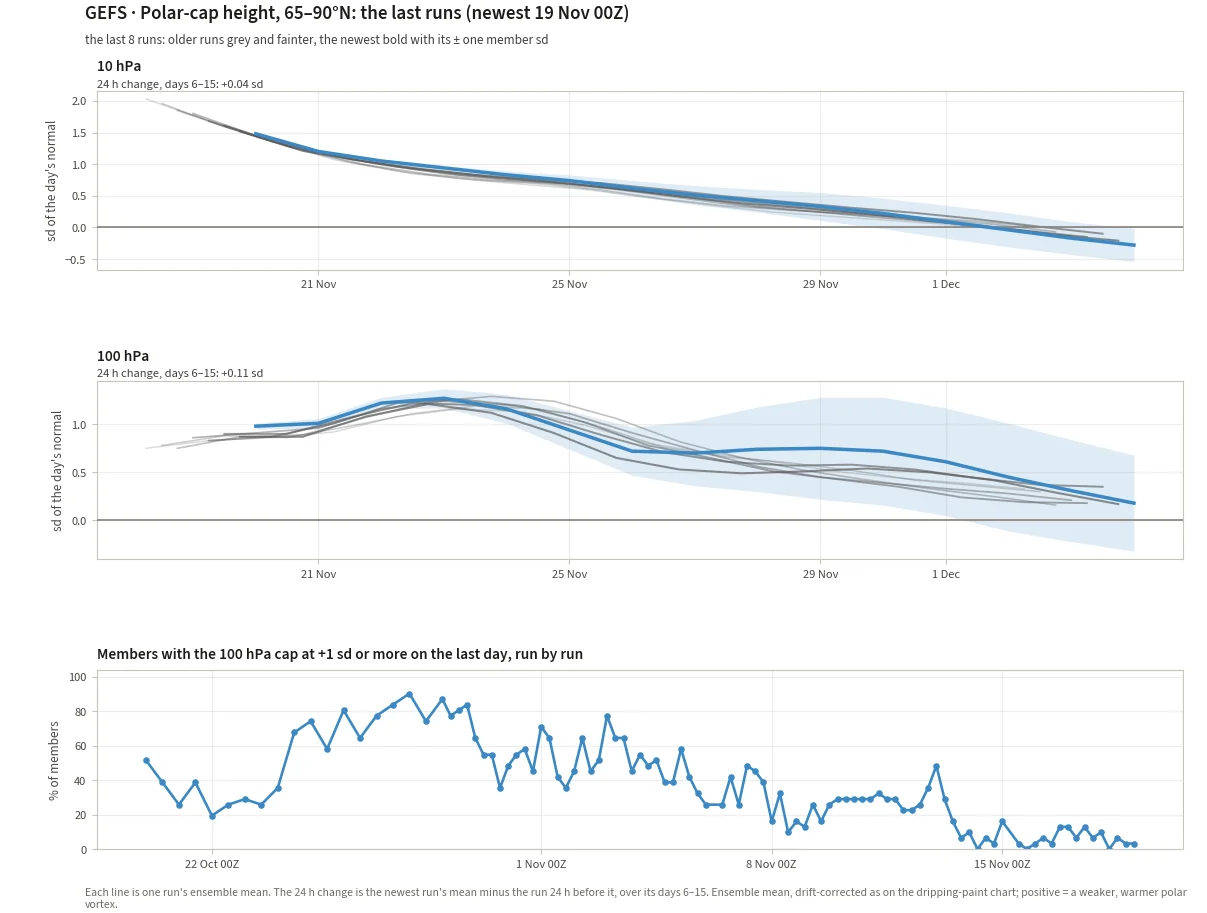 GEFS · Polar-cap height, 65–90°N: the last runs (newest 19 Nov 00Z)
the last 8 runs: older runs grey and fainter, the newest bold with its ± one member sd
10 hPa
24 h change, days 6–15: +0.04 sd
sd of the day's normal
2.0
1.5
1.0
0.5
0.0
−0.5
21 Nov
25 Nov
29 Nov
1 Dec
100 hPa
24 h change, days 6–15: +0.11 sd
sd of the day's normal
1.0
0.5
0.0
21 Nov
25 Nov
29 Nov
1 Dec
Members with the 100 hPa cap at +1 sd or more on the last day, run by run
% of members
100
80
60
40
20
0
22 Oct 00Z
1 Nov 00Z
8 Nov 00Z
15 Nov 00Z
Each line is one run's ensemble mean. The 24 h change is the newest run's mean minus the run 24 h before it, over its days 6–15. Ensemble mean, drift-corrected as on the dripping-paint chart; positive = a weaker, warmer polar
vortex.